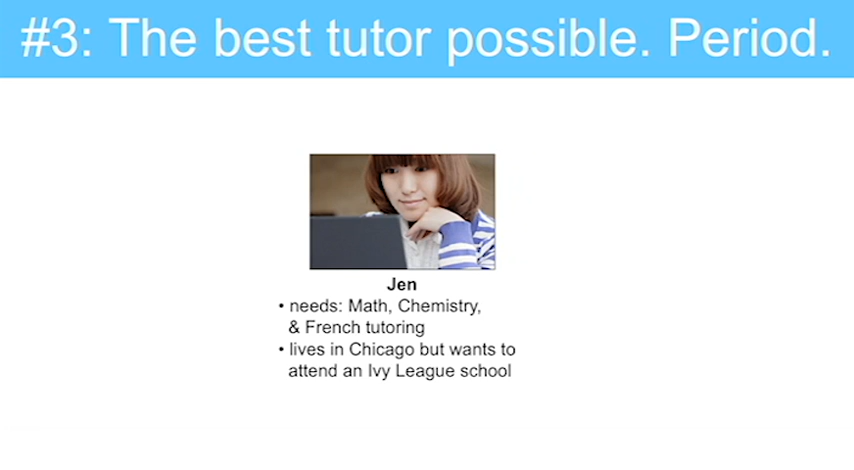 #3: The best tutor possible. Period.
Jen
• needs: Math, Chemistry,
& French tutoring
• lives in Chicago but wants to
attend an Ivy League school